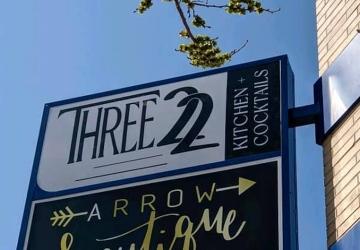 THREE 22
KITCHEN +
COCKTAILS
ARROW
boutique